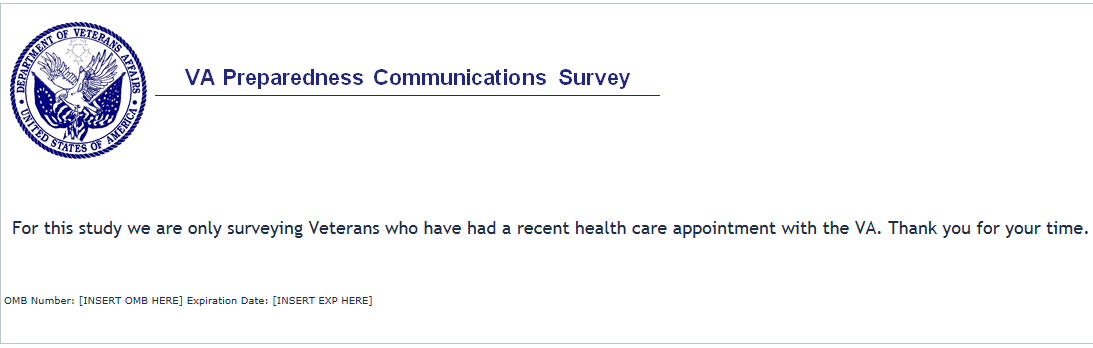 DEPARTMENT OF VETERANS AFFAIRS
UNITED STATES OF AMERICA
VA Preparedness Communications Survey
For this study we are only surveying Veterans who have had a recent health care appointment with the VA. Thank you for your time.
OMB Number: [INSERT OMB HERE] Expiration Date: [INSERT EXP HERE]